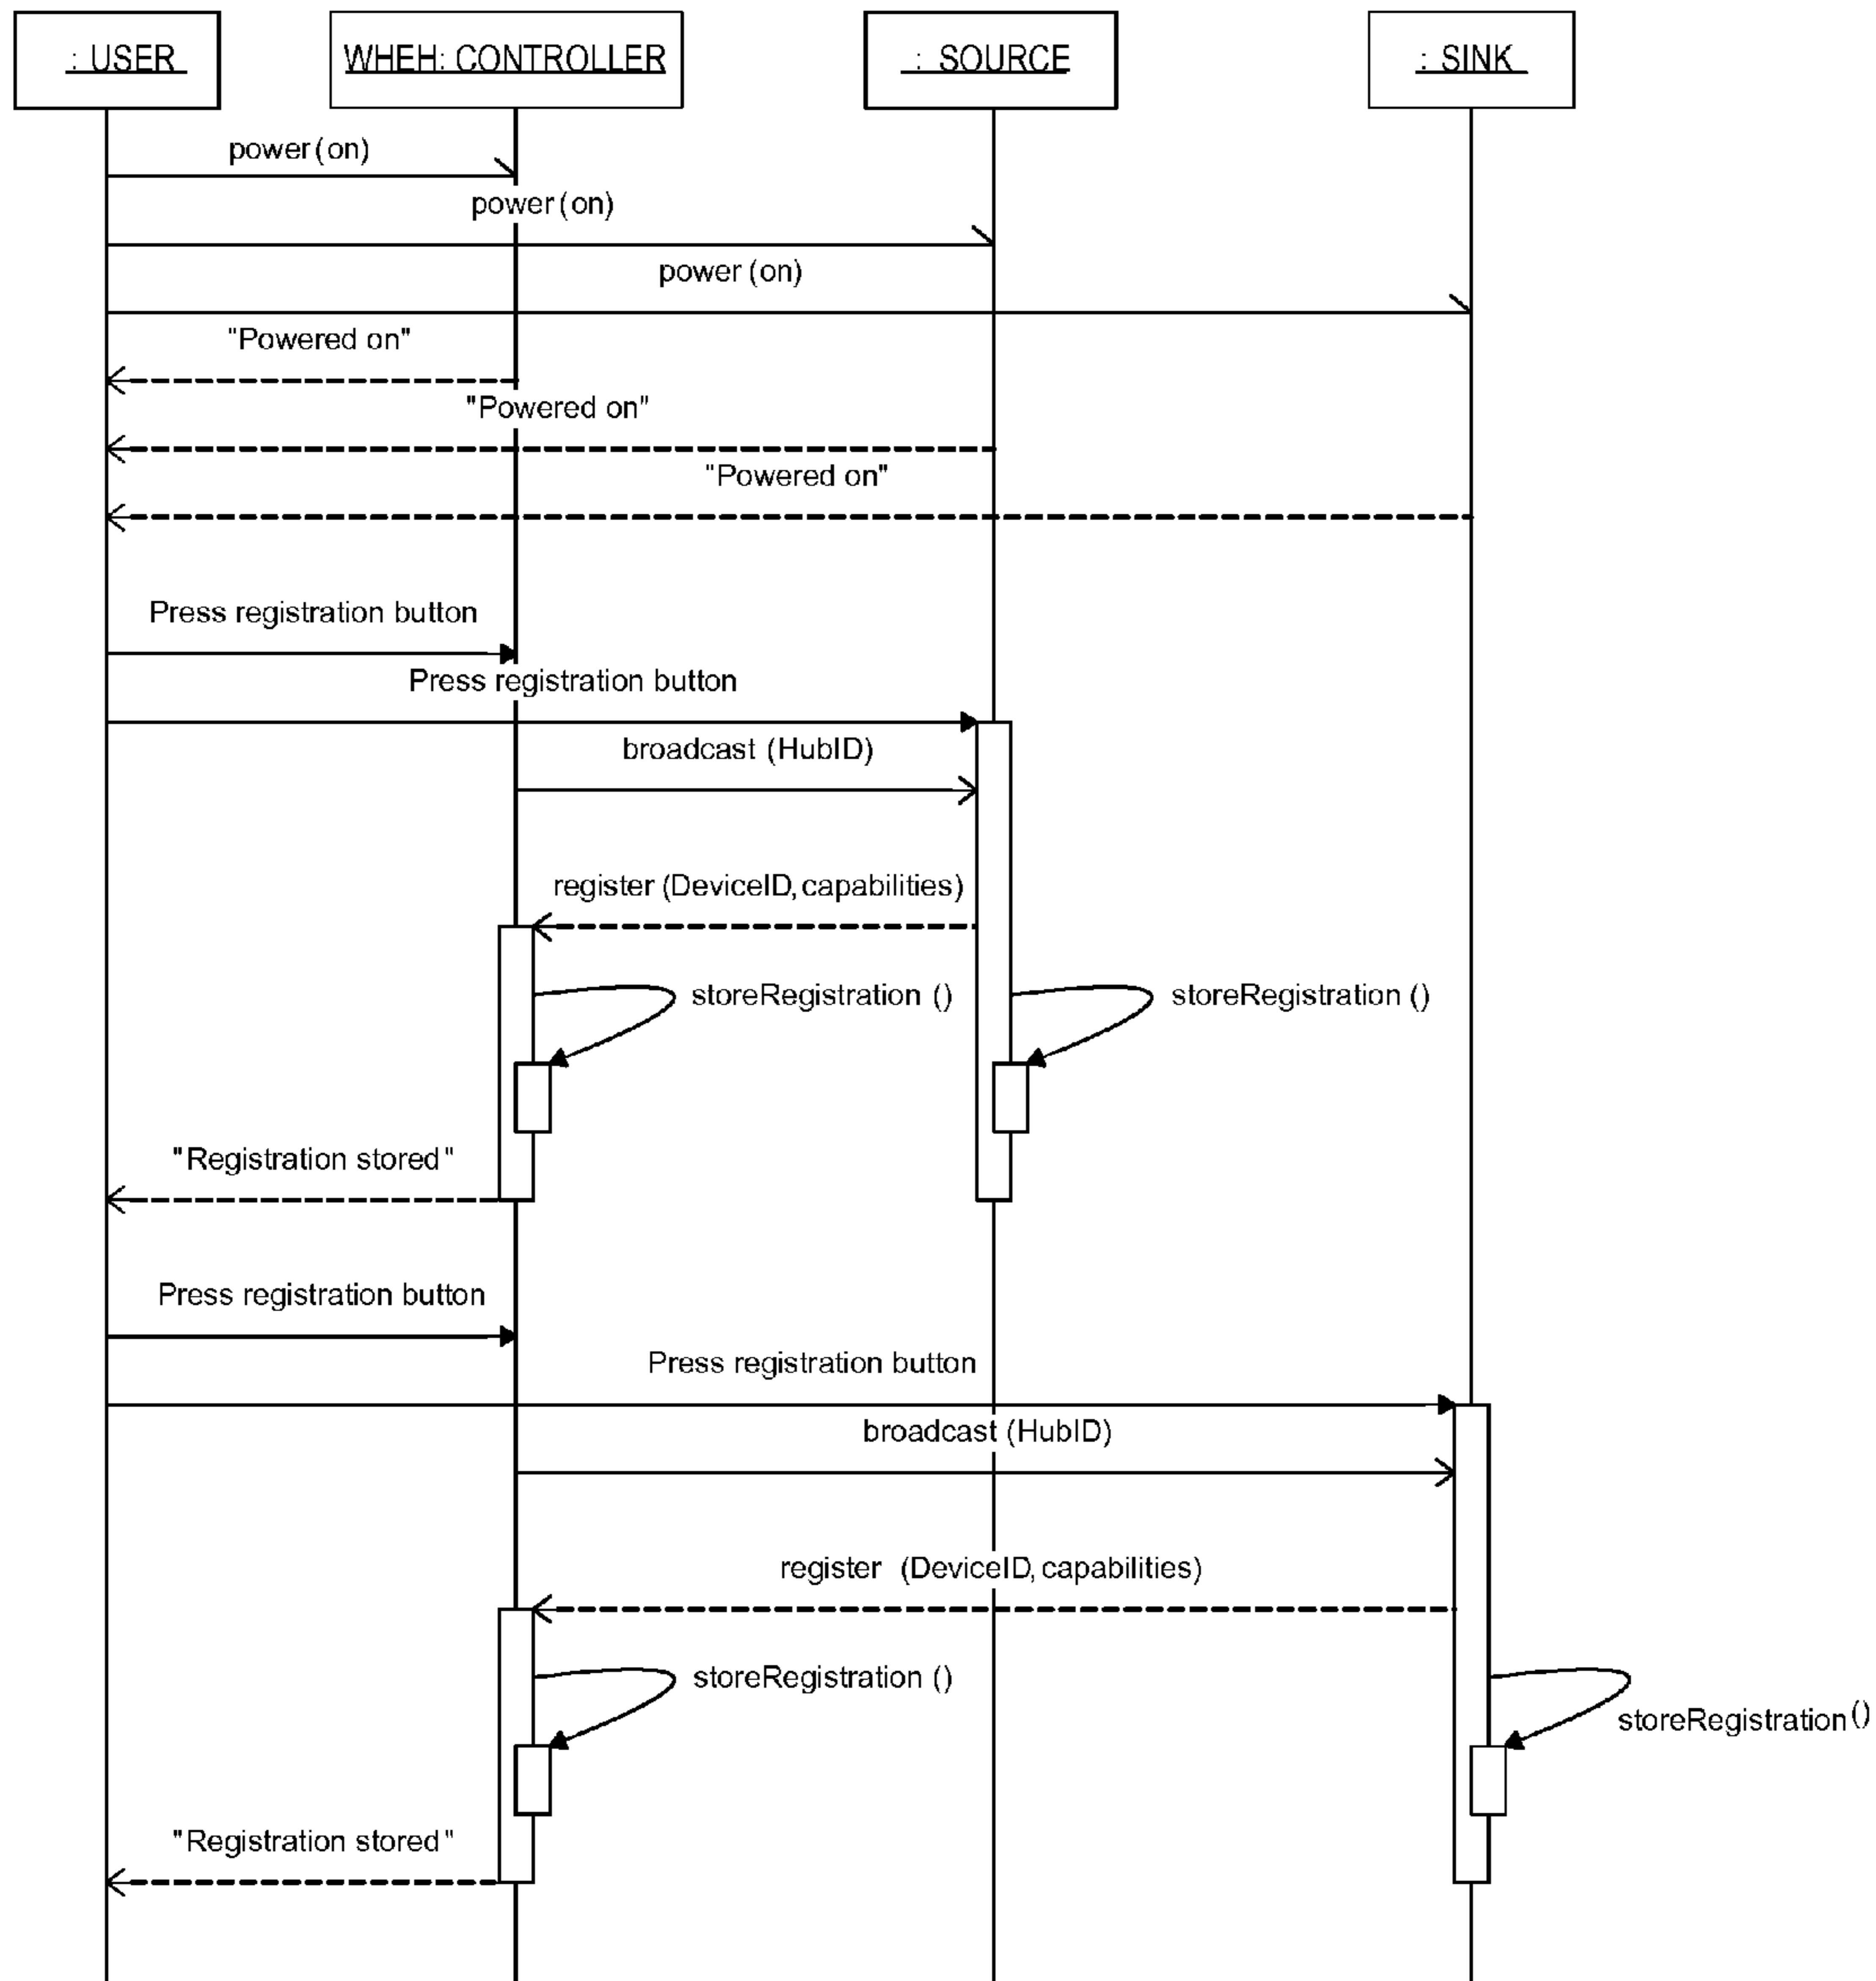 : USER
WHEH: CONTROLLER
: SOURCE
: SINK
power (on)
power (on)
power (on)
"Powered on"
"Powered on"
"Powered on"
Press registration button
Press registration button
broadcast (HubID)
register (DeviceID, capabilities)
storeRegistration ()
storeRegistration ()
"Registration stored"
Press registration button
Press registration button
broadcast (HubID)
register (DeviceID, capabilities)
storeRegistration ()
storeRegistration ()
"Registration stored"